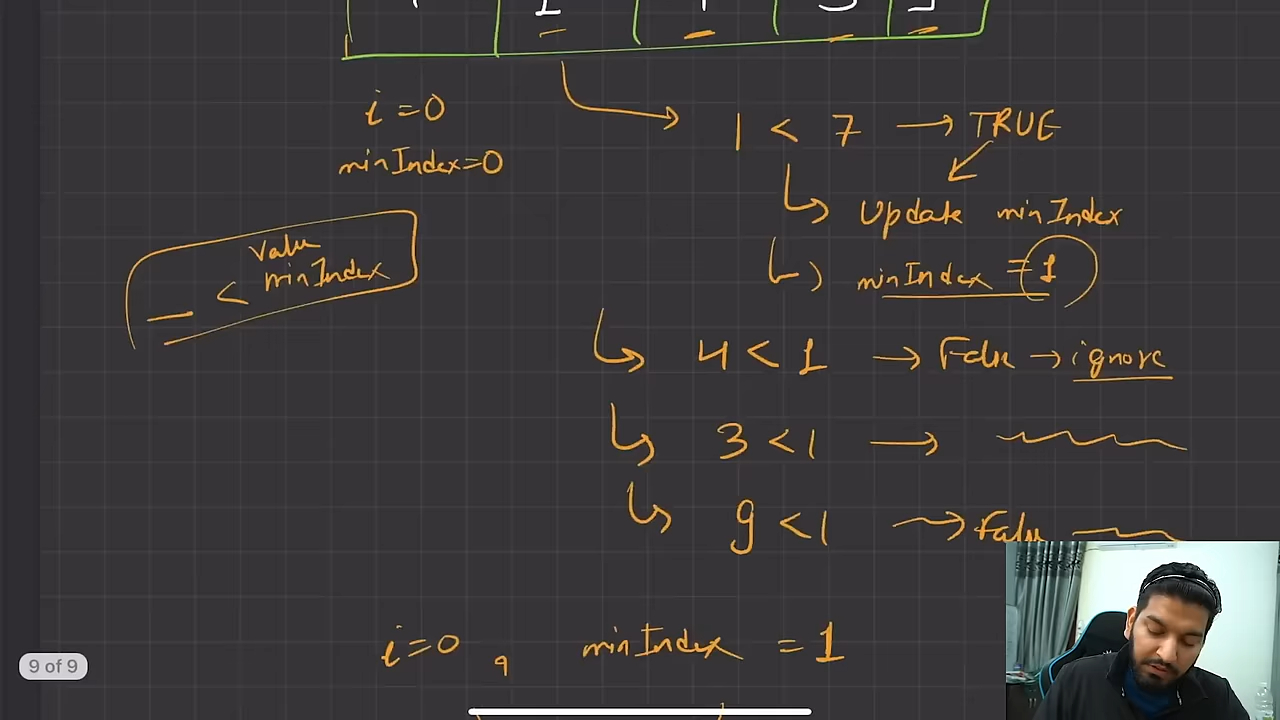 i = 0
minIndex = 0
1 < 7 → TRUE
Update minIndex
minIndex = 1
_ < value minIndex
4 < 1 → False → ignore
3 < 1 →
9 < 1 → False
i = 0 , minIndex = 1
9 of 9